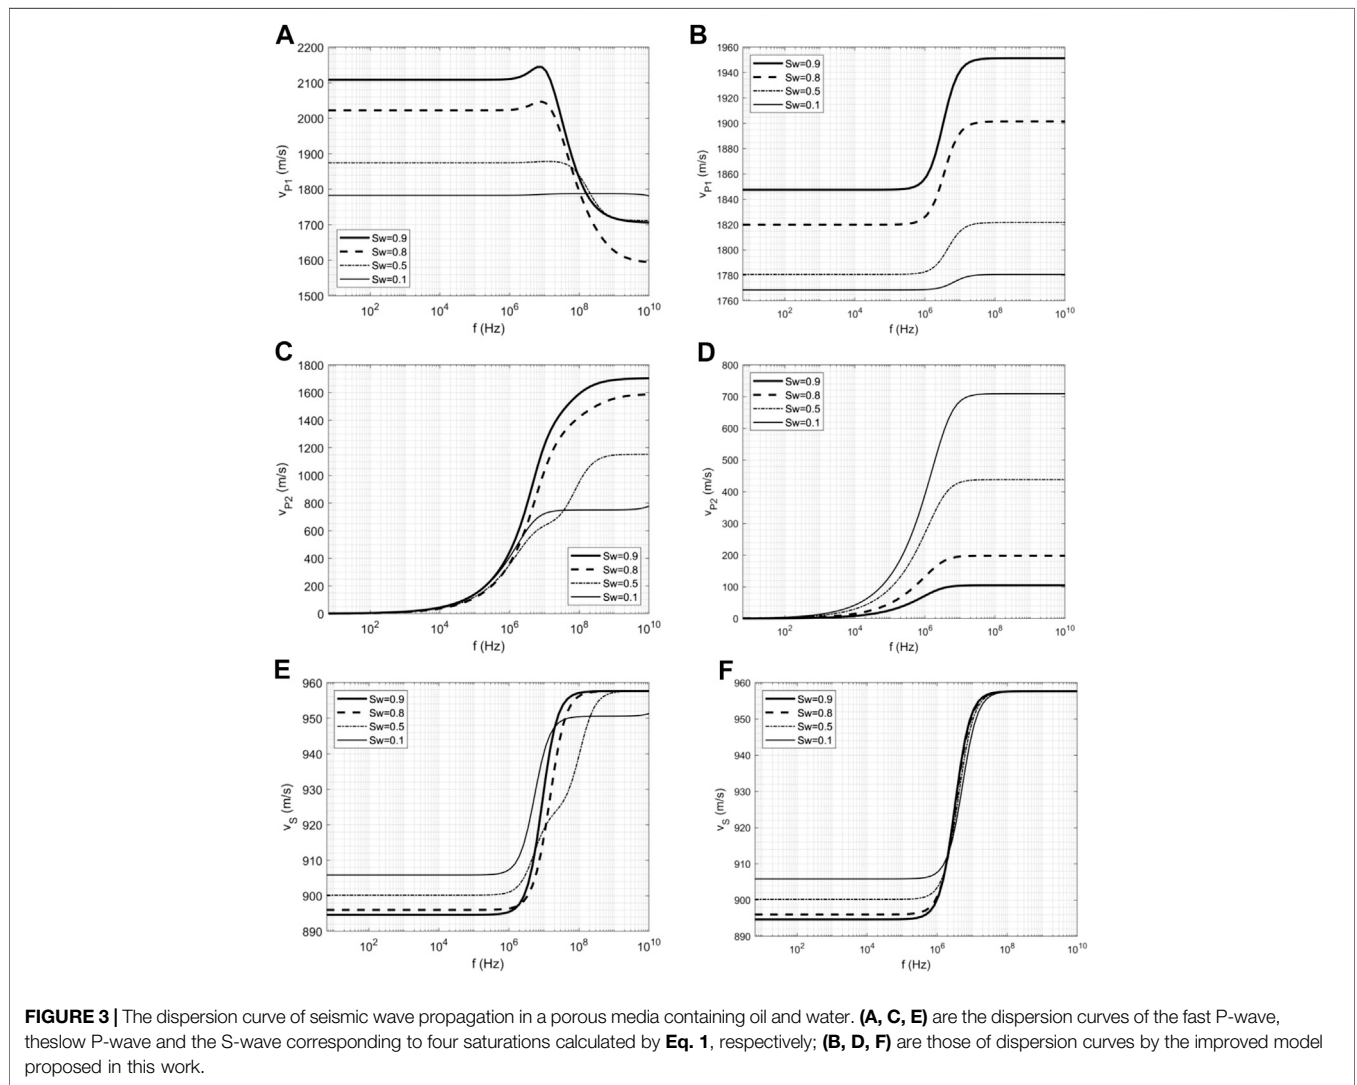 A
2200
2100
2000
1900
1800
1700
1600
1500
v_P1 (m/s)
Sw=0.9
Sw=0.8
Sw=0.5
Sw=0.1
10^2 10^4 10^6 10^8 10^10
f (Hz)
B
1960
1940
1920
1900
1880
1860
1840
1820
1800
1780
1760
v_P1 (m/s)
Sw=0.9
Sw=0.8
Sw=0.5
Sw=0.1
10^2 10^4 10^6 10^8 10^10
f (Hz)
C
1800
1600
1400
1200
1000
800
600
400
200
0
v_P2 (m/s)
Sw=0.9
Sw=0.8
Sw=0.5
Sw=0.1
10^2 10^4 10^6 10^8 10^10
f (Hz)
D
800
700
600
500
400
300
200
100
0
v_P2 (m/s)
Sw=0.9
Sw=0.8
Sw=0.5
Sw=0.1
10^2 10^4 10^6 10^8 10^10
f (Hz)
E
960
950
940
930
920
910
900
890
v_S (m/s)
Sw=0.9
Sw=0.8
Sw=0.5
Sw=0.1
10^2 10^4 10^6 10^8 10^10
f (Hz)
F
960
950
940
930
920
910
900
890
v_S (m/s)
Sw=0.9
Sw=0.8
Sw=0.5
Sw=0.1
10^2 10^4 10^6 10^8 10^10
f (Hz)
FIGURE 3 | The dispersion curve of seismic wave propagation in a porous media containing oil and water. (A, C, E) are the dispersion curves of the fast P-wave,
theslow P-wave and the S-wave corresponding to four saturations calculated by Eq. 1, respectively; (B, D, F) are those of dispersion curves by the improved model
proposed in this work.